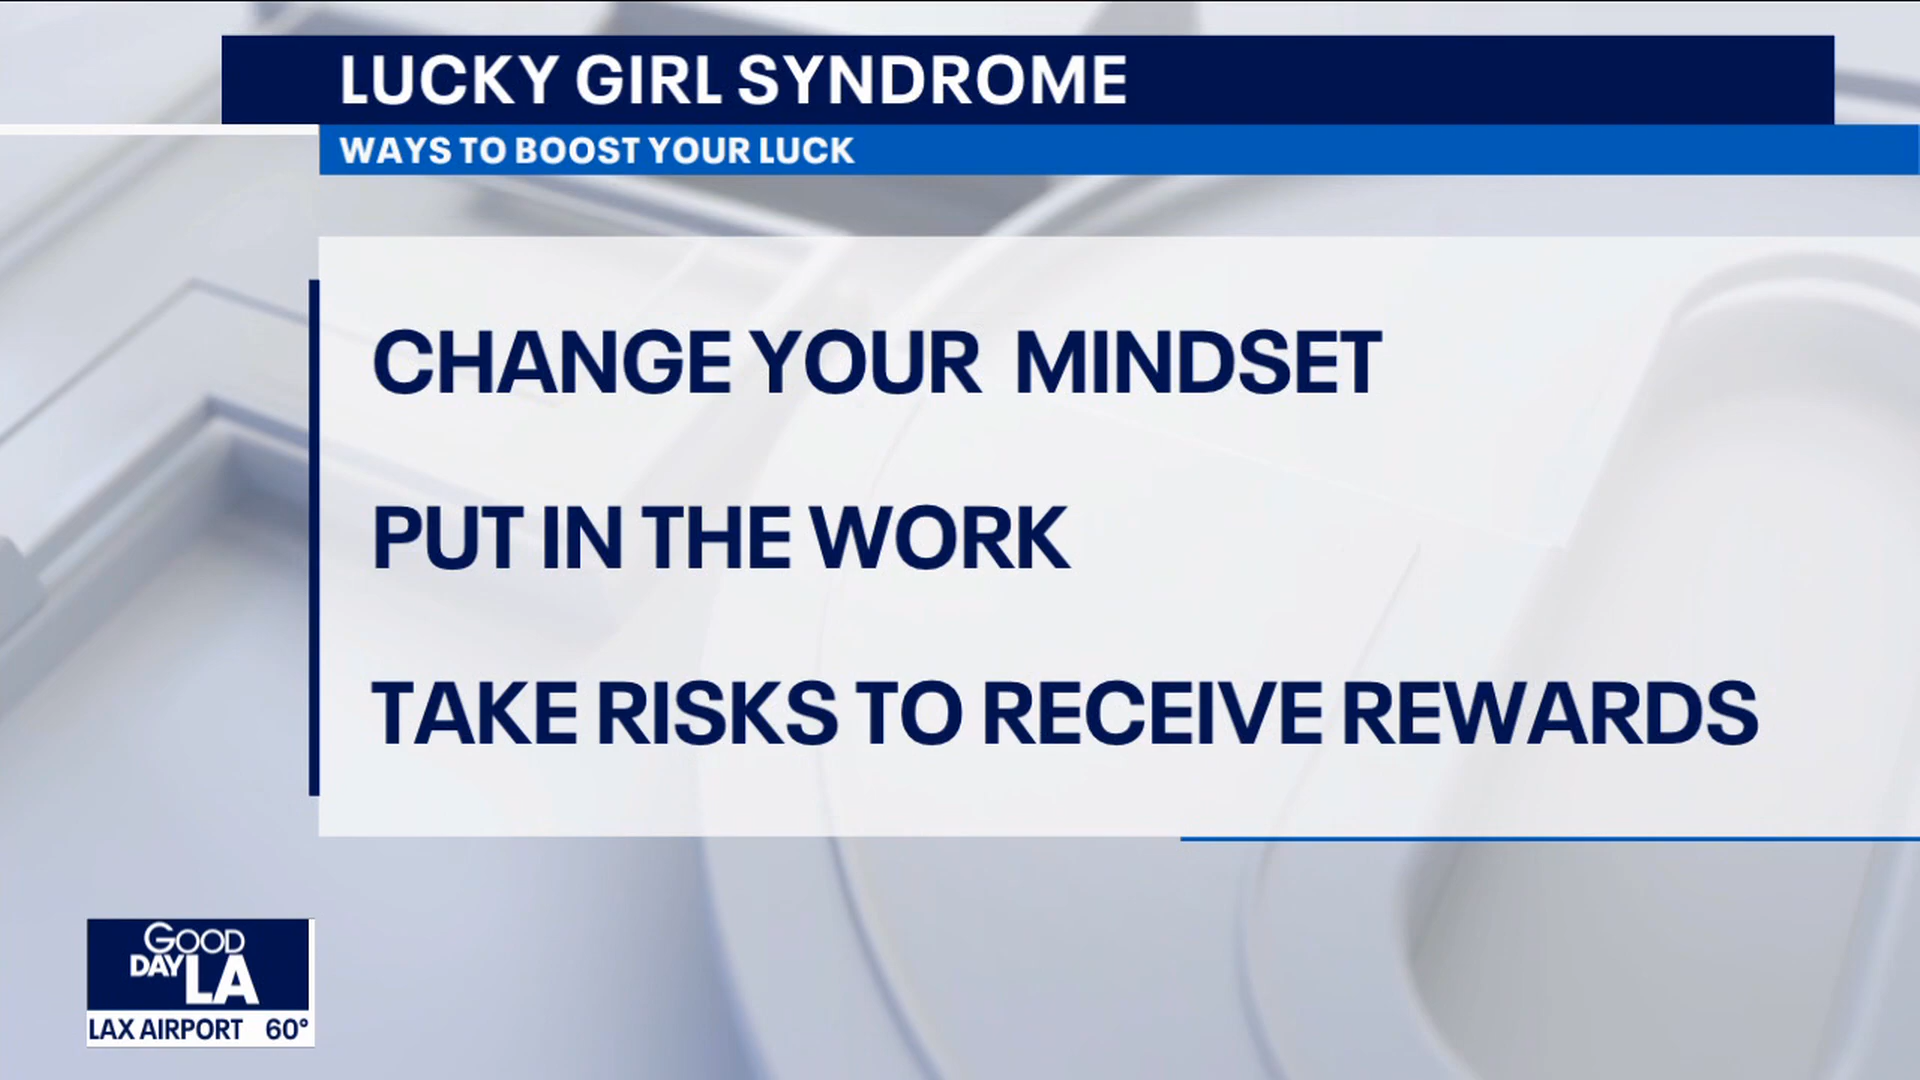 LUCKY GIRL SYNDROME
WAYS TO BOOST YOUR LUCK
CHANGE YOUR MINDSET
PUT IN THE WORK
TAKE RISKS TO RECEIVE REWARDS
GOOD
DAY LA
LAX AIRPORT 60°